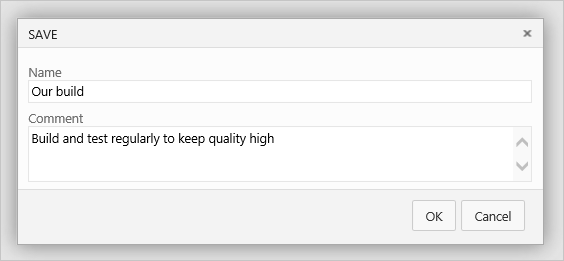 SAVE
Name
Our build
Comment
Build and test regularly to keep quality high
OK Cancel